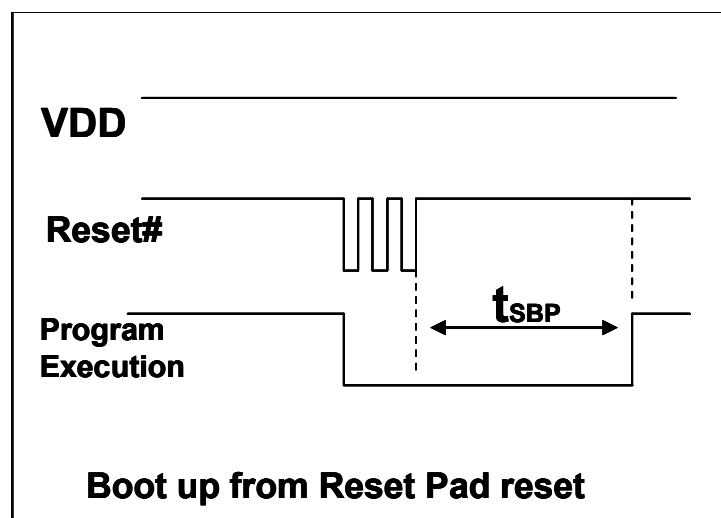 VDD
Reset#
tSBP
Program
Execution
Boot up from Reset Pad reset